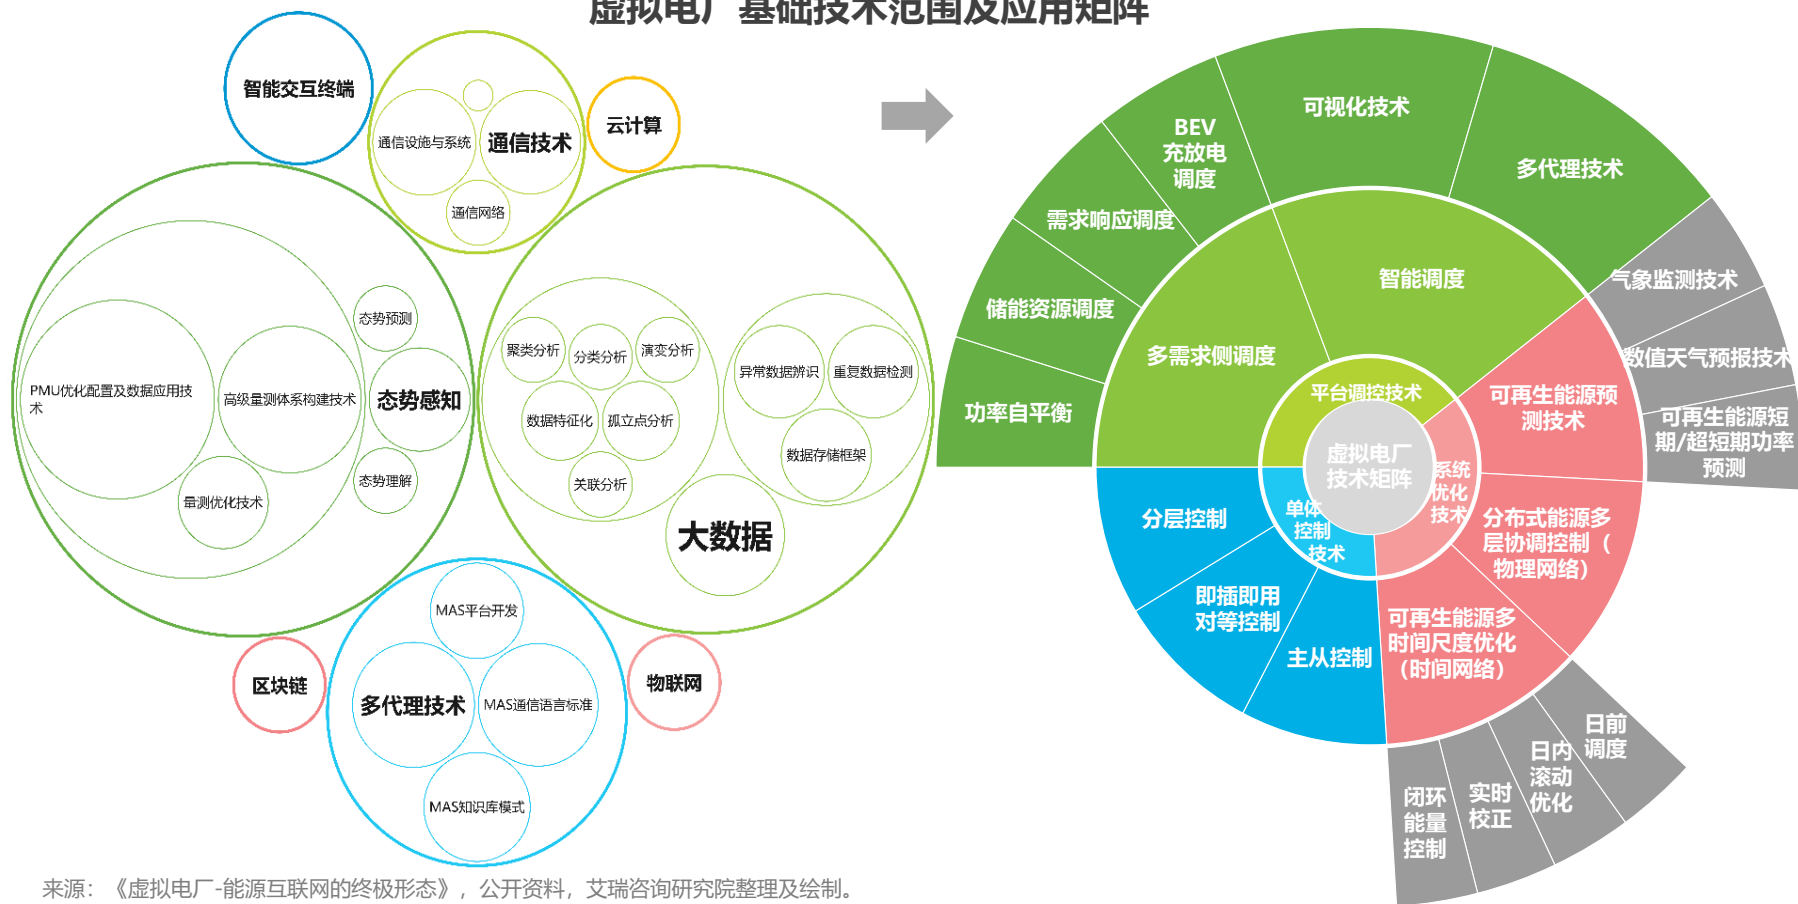 虚拟电厂基础技术范围及应用矩阵
智能交互终端
通信设施与系统
通信技术
通信网络
云计算
PMU优化配置及数据应用技
术
高级量测体系构建技术
量测优化技术
态势预测
态势感知
态势理解
聚类分析
分类分析
演变分析
数据特征化
孤立点分析
关联分析
异常数据辨识
重复数据检测
数据存储框架
大数据
区块链
MAS平台开发
多代理技术
MAS通信语言标准
MAS知识库模式
物联网
虚拟电厂
技术矩阵
平台调控技术
系统
优化
技术
单体
控制
技术
多需求侧调度
智能调度
可再生能源预
测技术
分布式能源多
层协调控制（
物理网络）
可再生能源多
时间尺度优化
（时间网络）
主从控制
即插即用
对等控制
分层控制
功率自平衡
储能资源调度
需求响应调度
BEV
充放电
调度
可视化技术
多代理技术
气象监测技术
数值天气预报技术
可再生能源短
期/超短期功率
预测
日前
调度
日内
滚动
优化
实时
校正
闭环
能量
控制
来源：《虚拟电厂-能源互联网的终极形态》，公开资料，艾瑞咨询研究院整理及绘制。